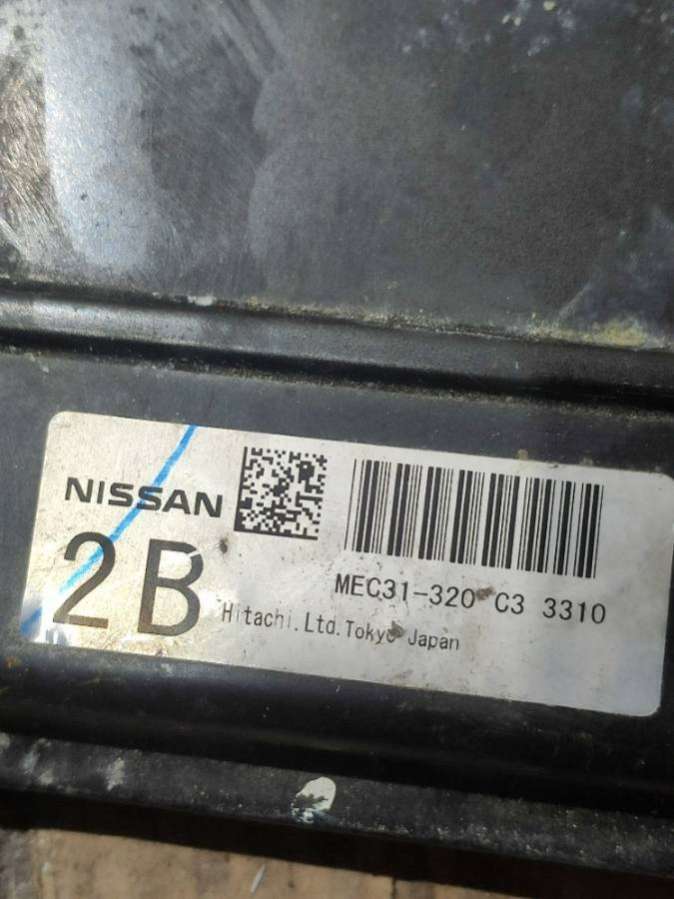 NISSAN
2B
MEC31-320 C3 3310
Hitachi.Ltd.Tokyo Japan